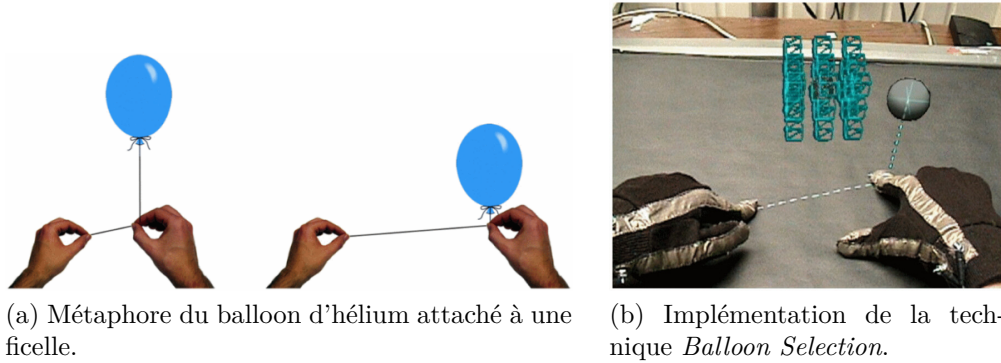 (a) Métaphore du balloon d'hélium attaché à une
ficelle.
(b) Implémentation de la tech-
nique Balloon Selection.